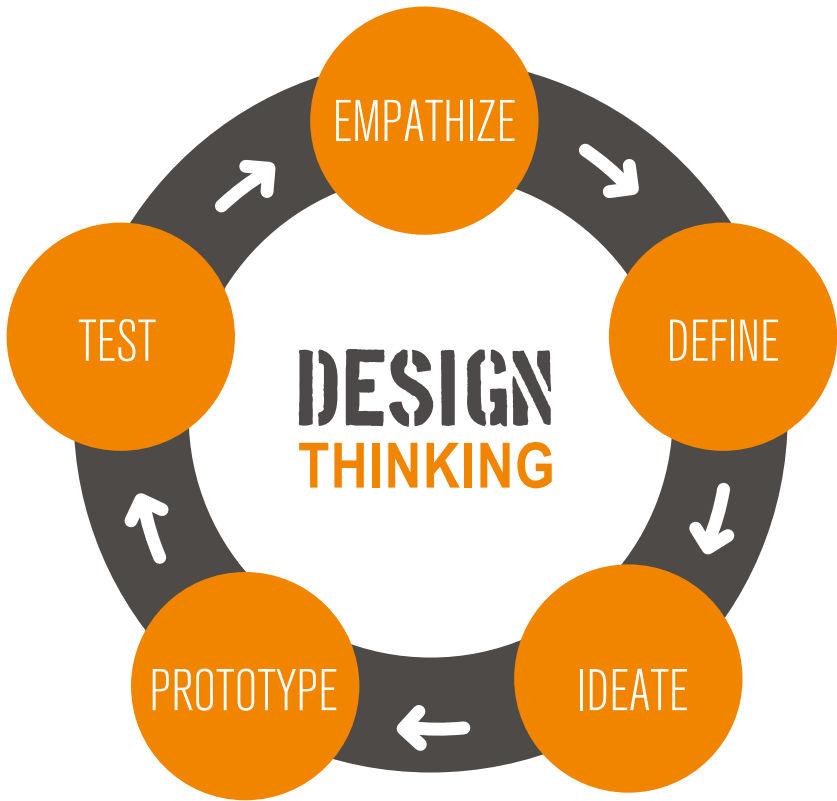 EMPATHIZE
DEFINE
IDEATE
PROTOTYPE
TEST
DESIGN
THINKING